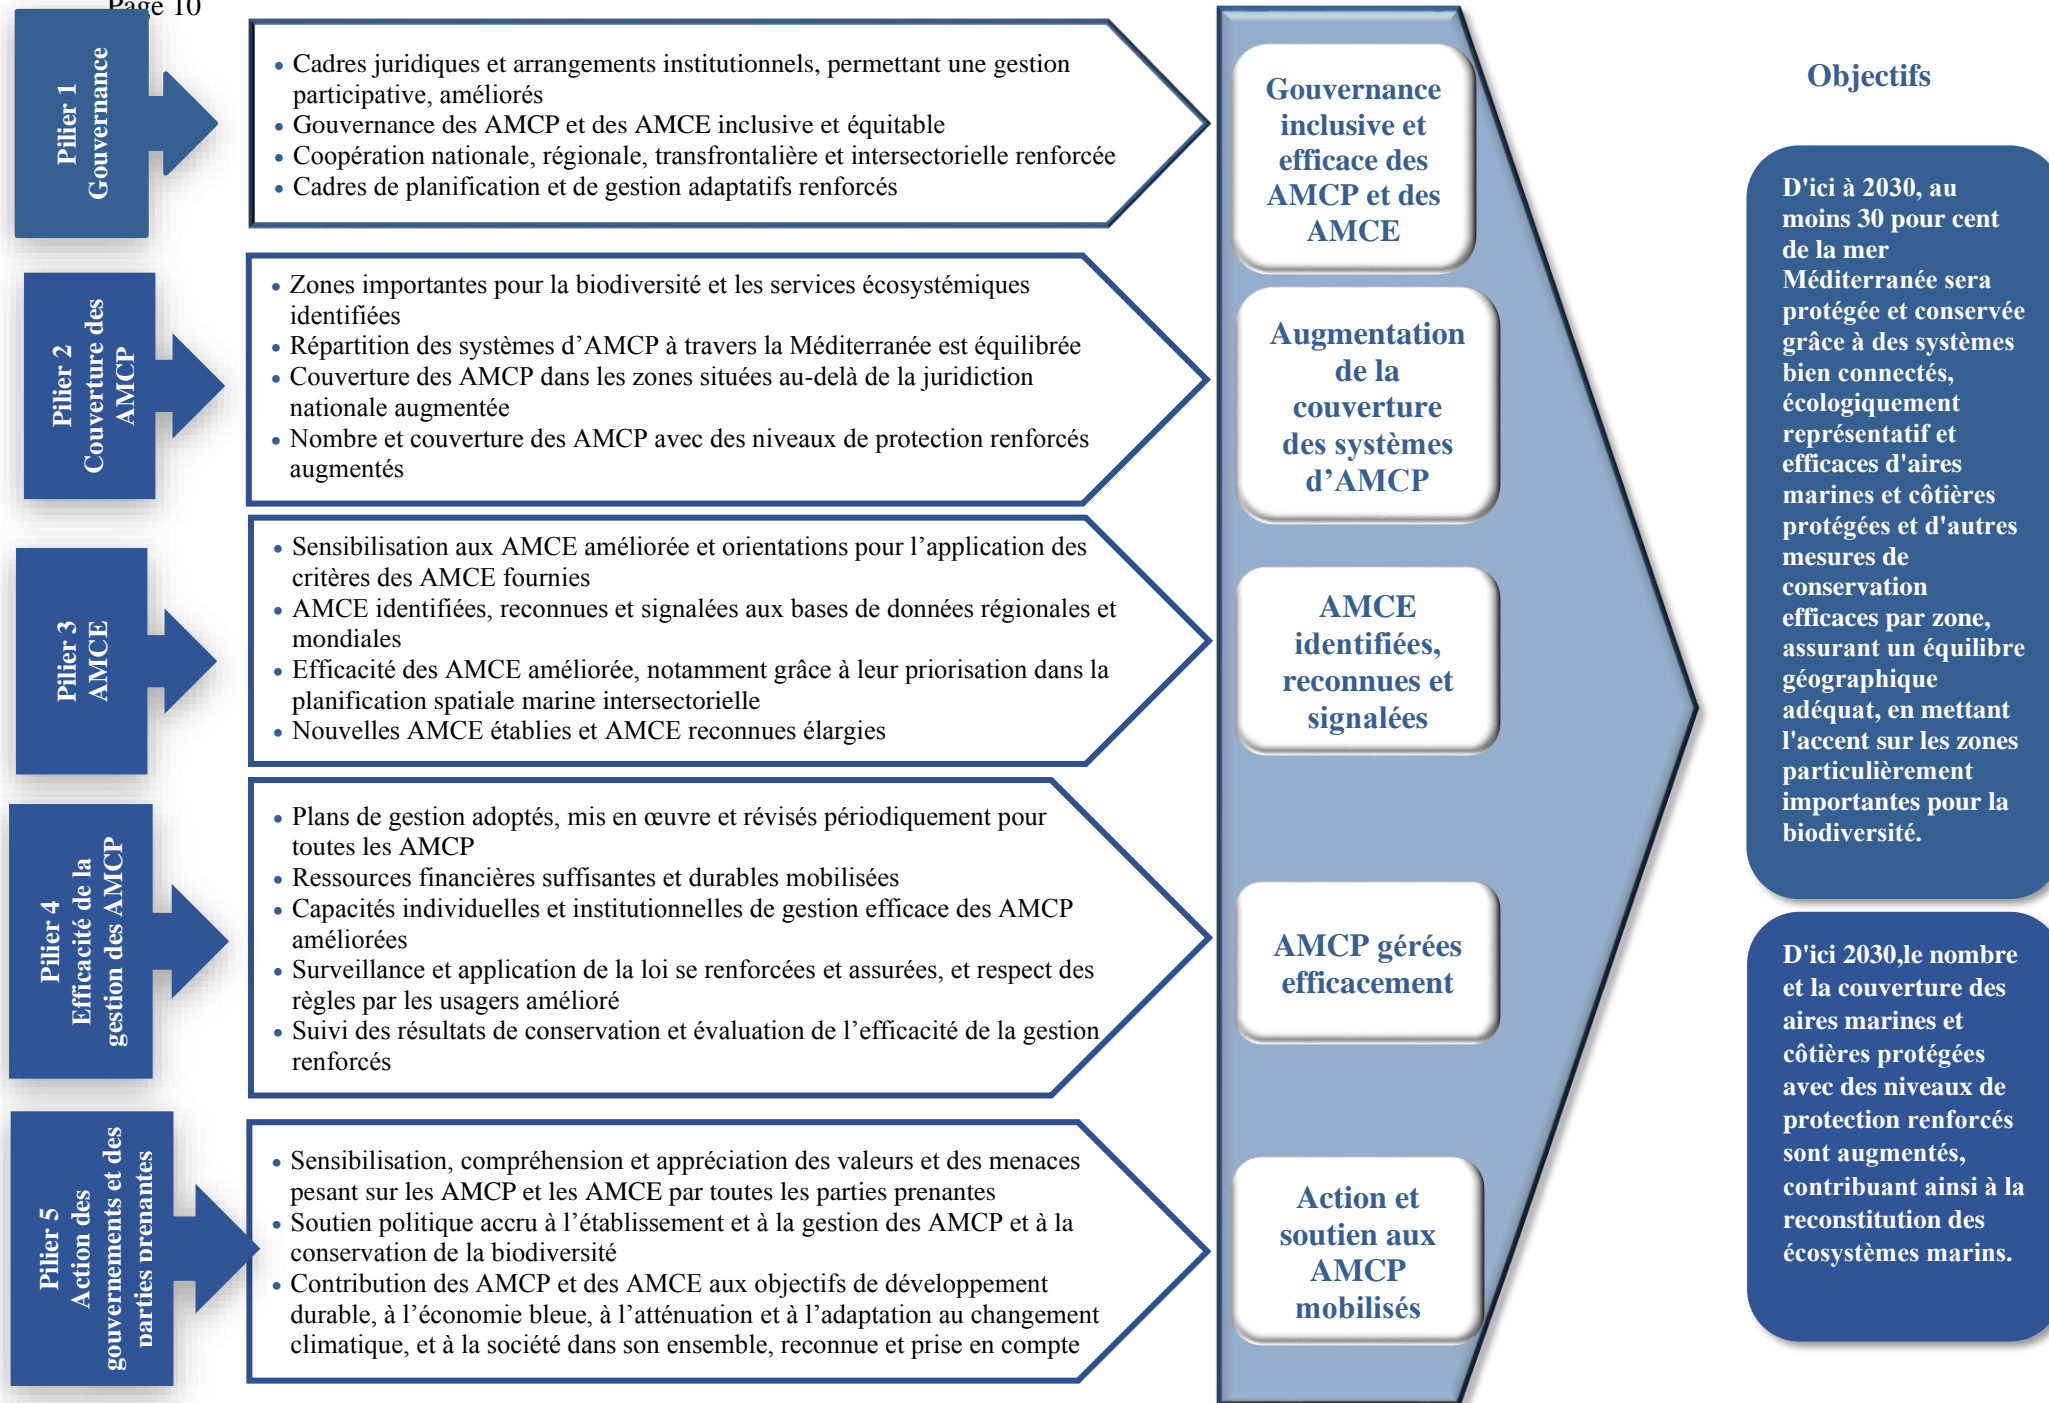 Page 10
Pilier 1
Gouvernance
• Cadres juridiques et arrangements institutionnels, permettant une gestion
participative, améliorés
• Gouvernance des AMCP et des AMCE inclusive et équitable
• Coopération nationale, régionale, transfrontalière et intersectorielle renforcée
• Cadres de planification et de gestion adaptatifs renforcés
Gouvernance
inclusive et
efficace des
AMCP et des
AMCE
Pilier 2
Couverture des
AMCP
• Zones importantes pour la biodiversité et les services écosystémiques
identifiées
• Répartition des systèmes d’AMCP à travers la Méditerranée est équilibrée
• Couverture des AMCP dans les zones situées au-delà de la juridiction
nationale augmentée
• Nombre et couverture des AMCP avec des niveaux de protection renforcés
augmentés
Augmentation
de la
couverture
des systèmes
d’AMCP
Pilier 3
AMCE
• Sensibilisation aux AMCE améliorée et orientations pour l’application des
critères des AMCE fournies
• AMCE identifiées, reconnues et signalées aux bases de données régionales et
mondiales
• Efficacité des AMCE améliorée, notamment grâce à leur priorisation dans la
planification spatiale marine intersectorielle
• Nouvelles AMCE établies et AMCE reconnues élargies
AMCE
identifiées,
reconnues et
signalées
Pilier 4
Efficacité de la
gestion des AMCP
• Plans de gestion adoptés, mis en œuvre et révisés périodiquement pour
toutes les AMCP
• Ressources financières suffisantes et durables mobilisées
• Capacités individuelles et institutionnelles de gestion efficace des AMCP
améliorées
• Surveillance et application de la loi se renforcées et assurées, et respect des
règles par les usagers amélioré
• Suivi des résultats de conservation et évaluation de l’efficacité de la gestion
renforcés
AMCP gérées
efficacement
Pilier 5
Action des
gouvernements et des
parties prenantes
• Sensibilisation, compréhension et appréciation des valeurs et des menaces
pesant sur les AMCP et les AMCE par toutes les parties prenantes
• Soutien politique accru à l’établissement et à la gestion des AMCP et à la
conservation de la biodiversité
• Contribution des AMCP et des AMCE aux objectifs de développement
durable, à l’économie bleue, à l’atténuation et à l’adaptation au changement
climatique, et à la société dans son ensemble, reconnue et prise en compte
Action et
soutien aux
AMCP
mobilisés
Objectifs
D'ici à 2030, au
moins 30 pour cent
de la mer
Méditerranée sera
protégée et conservée
grâce à des systèmes
bien connectés,
écologiquement
représentatif et
efficaces d'aires
marines et côtières
protégées et d'autres
mesures de
conservation
efficaces par zone,
assurant un équilibre
géographique
adéquat, en mettant
l'accent sur les zones
particulièrement
importantes pour la
biodiversité.
D'ici 2030,le nombre
et la couverture des
aires marines et
côtières protégées
avec des niveaux de
protection renforcés
sont augmentés,
contribuant ainsi à la
reconstitution des
écosystèmes marins.